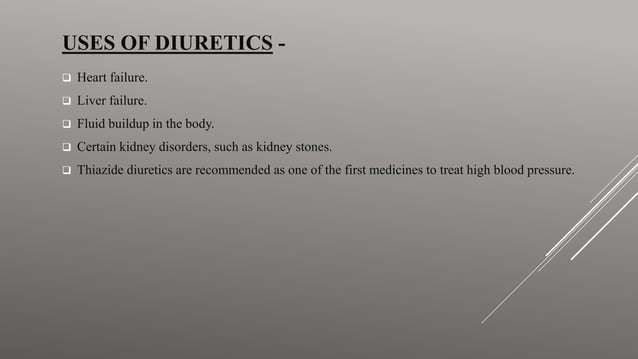 USES OF DIURETICS -
❑ Heart failure.
❑ Liver failure.
❑ Fluid buildup in the body.
❑ Certain kidney disorders, such as kidney stones.
❑ Thiazide diuretics are recommended as one of the first medicines to treat high blood pressure.